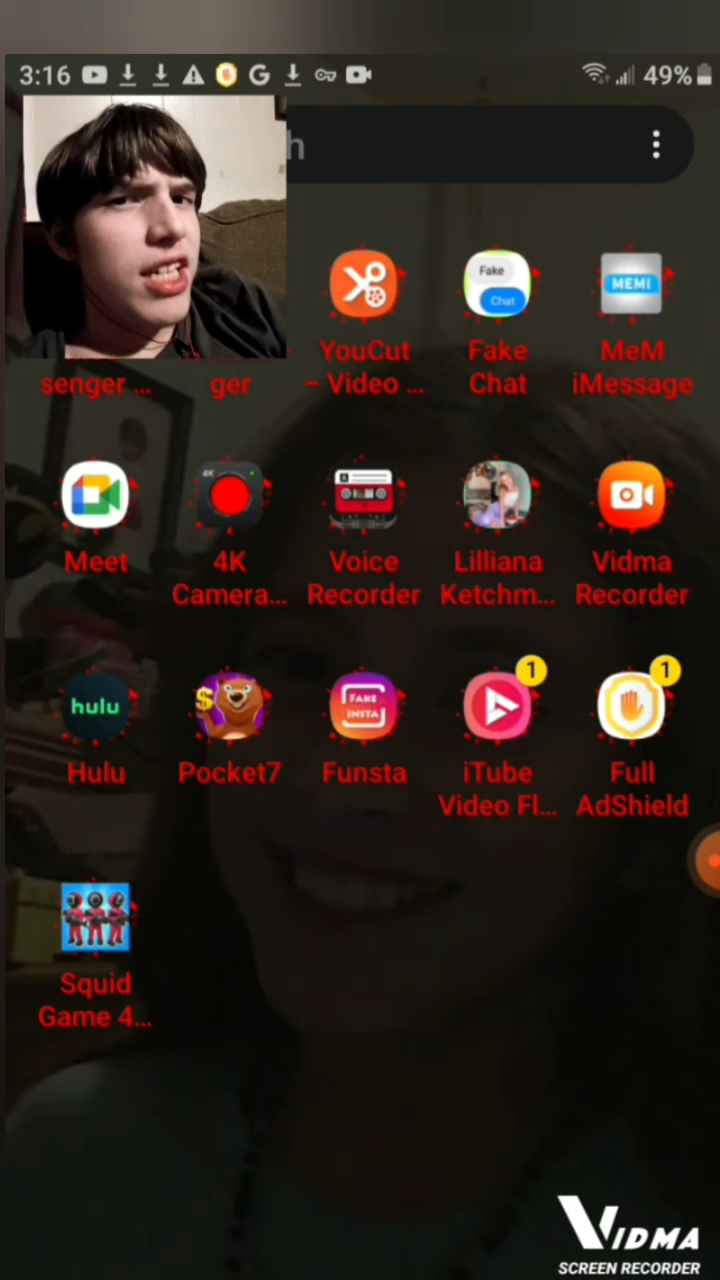 3:16
49%
h
YouCut
– Video ...
Fake
Chat
Fake
Chat
MEMI
MeM
iMessage
senger ...
ger
Meet
4K
4K
Camera...
A
Voice
Recorder
Lilliana
Ketchm...
Vidma
Recorder
hulu
Hulu
$
Pocket7
FAKE
INSTA
Funsta
1
iTube
Video Fl...
1
Full
AdShield
Squid
Game 4...
VIDMA
SCREEN RECORDER